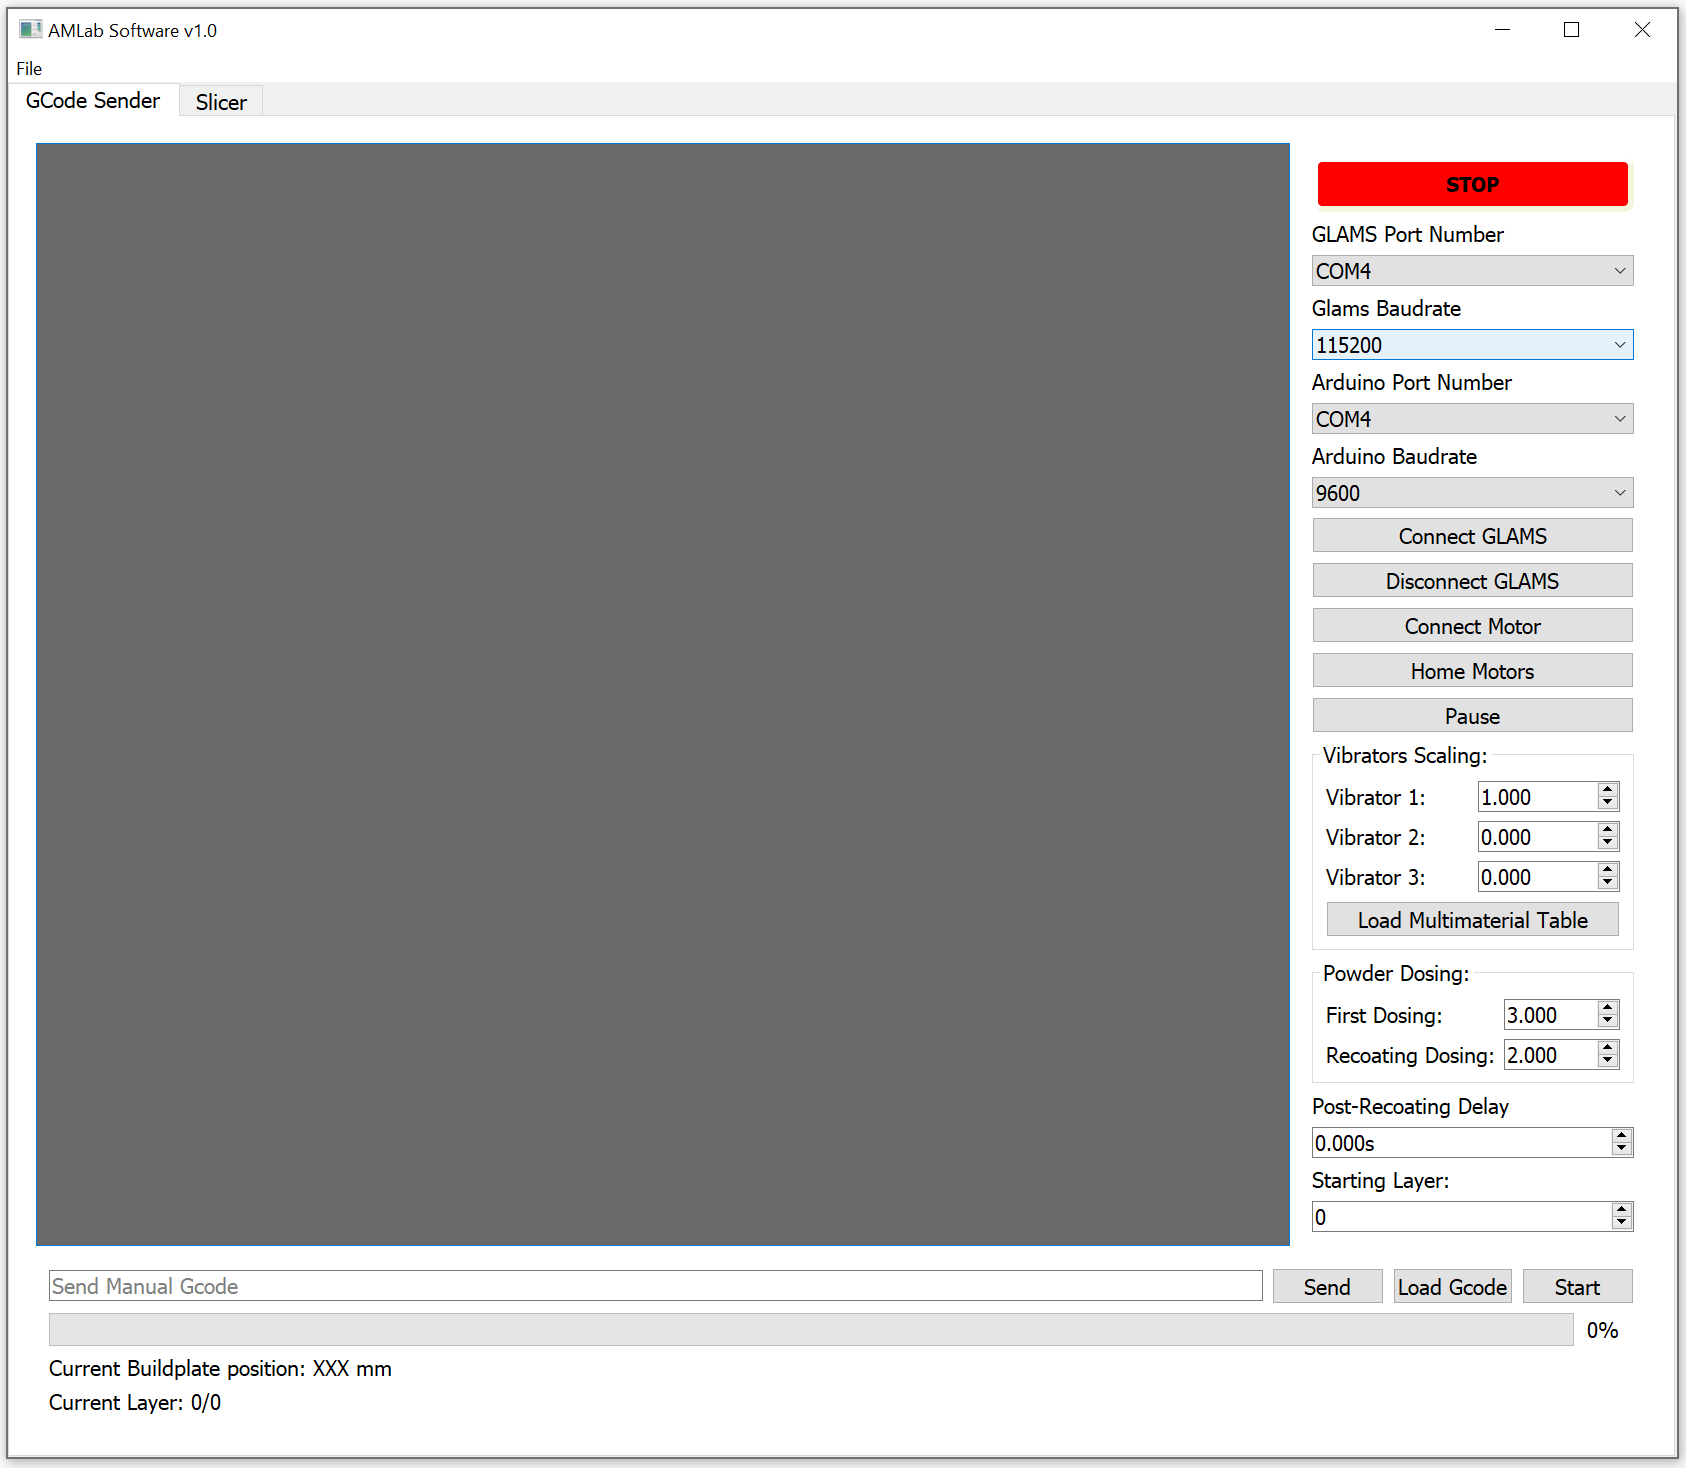 AMLab Software v1.0
File
GCode Sender
Slicer
STOP
GLAMS Port Number
COM4
Glams Baudrate
115200
Arduino Port Number
COM4
Arduino Baudrate
9600
Connect GLAMS
Disconnect GLAMS
Connect Motor
Home Motors
Pause
Vibrators Scaling:
Vibrator 1: 1.000
Vibrator 2: 0.000
Vibrator 3: 0.000
Load Multimaterial Table
Powder Dosing:
First Dosing: 3.000
Recoating Dosing: 2.000
Post-Recoating Delay
0.000s
Starting Layer:
0
Send Manual Gcode
Send
Load Gcode
Start
0%
Current Buildplate position: XXX mm
Current Layer: 0/0